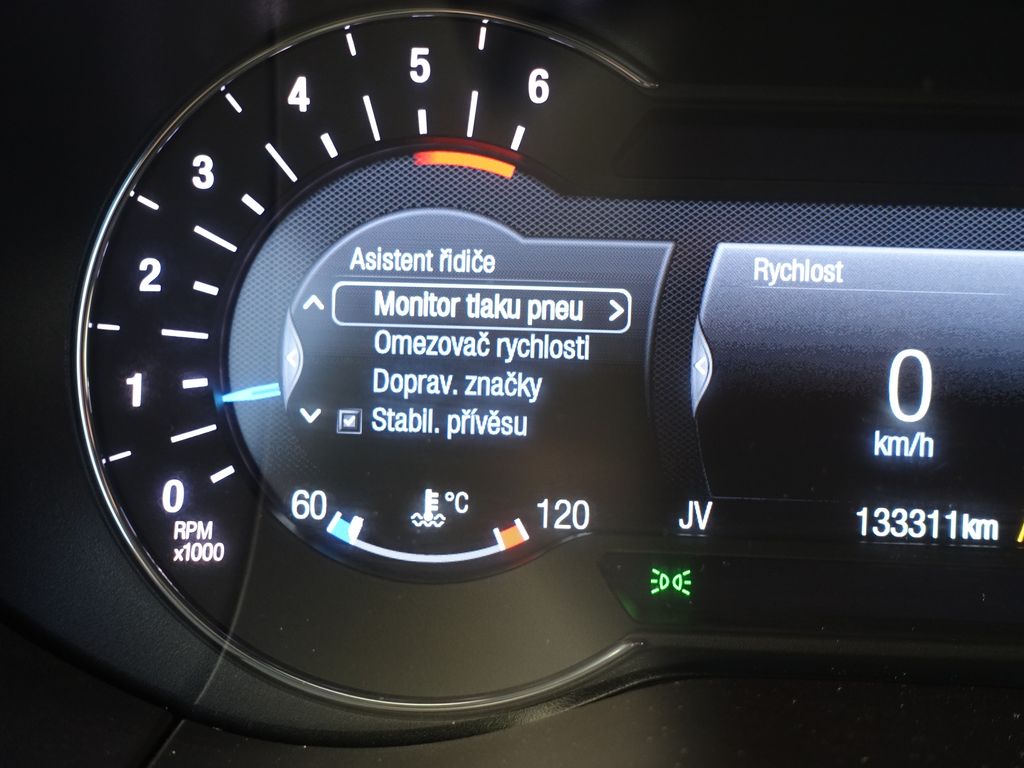 0
1
2
3
4
5
6
RPM
x1000
Asistent řidiče
Monitor tlaku pneu
Omezovač rychlosti
Doprav. značky
Stabil. přívěsu
60
°C
120
Rychlost
0
km/h
JV
133311km